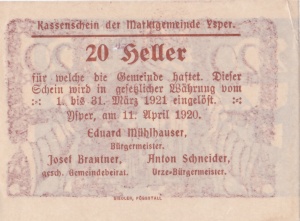 Kassenschein der Marktgemeinde Ysper.
20 Heller
für welche die Gemeinde haftet. Dieser
Schein wird in gesetzlicher Währung vom
1. bis 31. März 1921 eingelöst.
Ysper, am 11. April 1920.
Eduard Mühlhauser,
Bürgermeister.
Josef Brantner, Anton Schneider,
gesch. Gemeindebeirat. Vize-Bürgermeister.